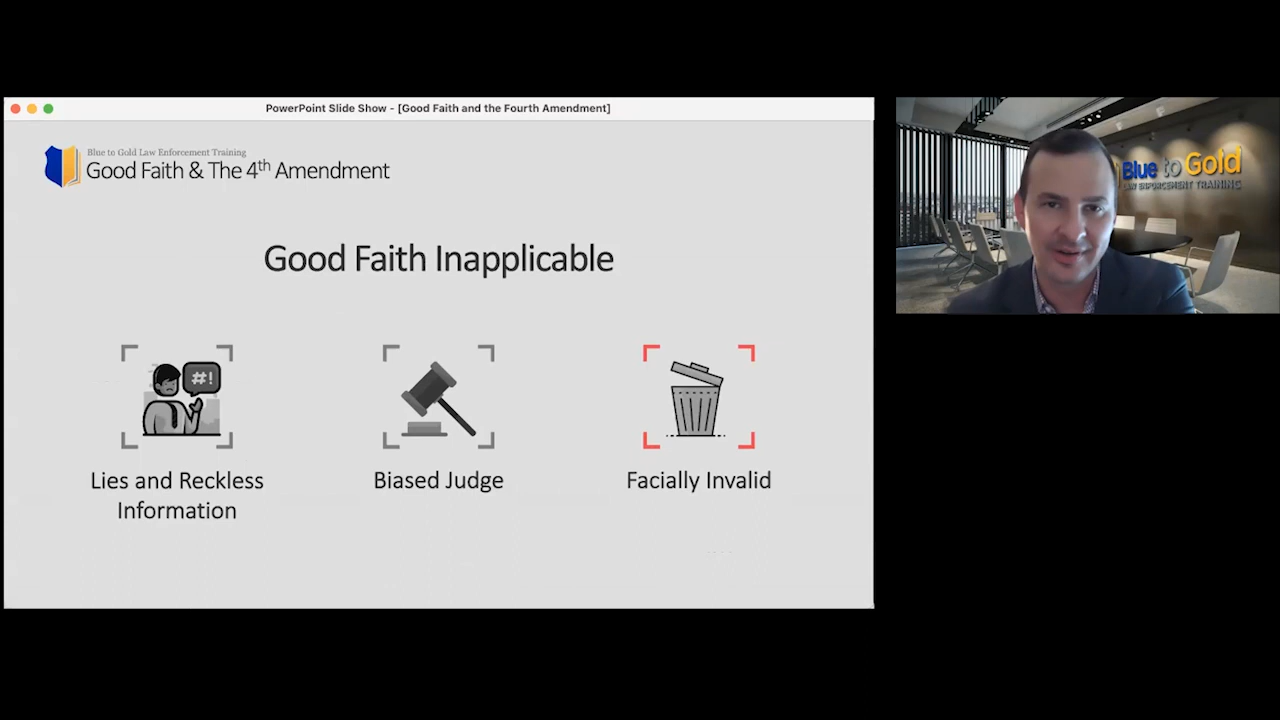 PowerPoint Slide Show - [Good Faith and the Fourth Amendment]
Blue to Gold Law Enforcement Training
Good Faith & The 4th Amendment
Good Faith Inapplicable
#!
Lies and Reckless
Information
Biased Judge
Facially Invalid
Blue to Gold
LAW ENFORCEMENT TRAINING